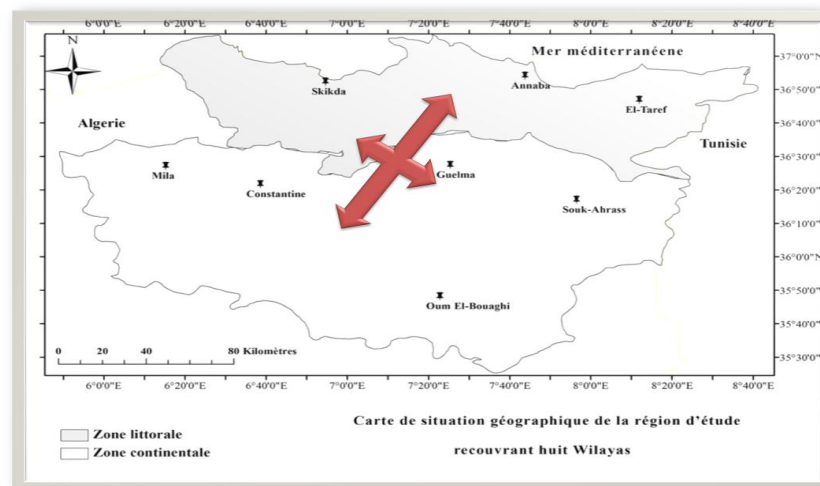 6°0'0"E 6°20'0"E 6°40'0"E 7°0'0"E 7°20'0"E 7°40'0"E 8°0'0"E 8°20'0"E 8°40'0"E
N
Mer méditerranéene
37°0'0"N
Skikda
Annaba
36°50'0"N
El-Taref
Algerie
36°40'0"N
Tunisie
36°30'0"N
Mila
Constantine
Guelma
36°20'0"N
Souk-Ahrass
36°10'0"N
36°0'0"N
35°50'0"N
Oum El-Bouaghi
35°40'0"N
0 20 40 80 Kilomètres
35°30'0"N
6°0'0"E 6°20'0"E 6°40'0"E 7°0'0"E 7°20'0"E 7°40'0"E 8°0'0"E 8°20'0"E 8°40'0"E
Carte de situation géographique de la région d'étude
recouvrant huit Wilayas
Zone littorale
Zone continentale